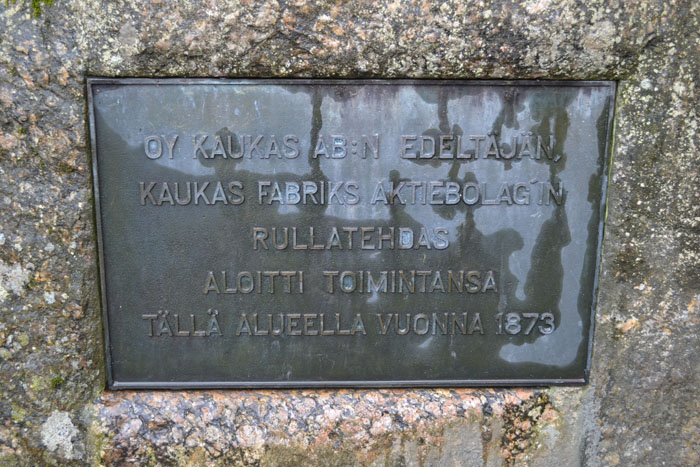 OY KAUKAS AB:N EDELTÄJÄN,
KAUKAS FABRIKS AKTIEBOLAG'IN
RULLATEHDAS
ALOITTI TOIMINTANSA
TÄLLÄ ALUEELLA VUONNA 1873